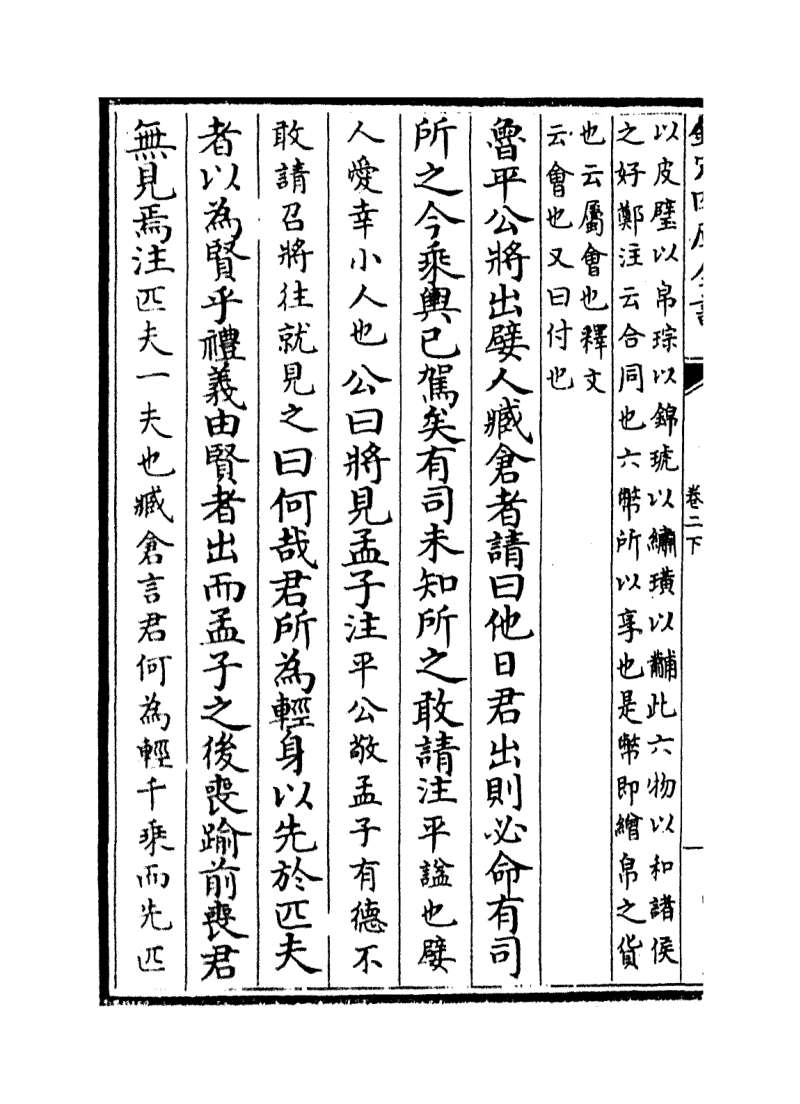 卷二下
以皮璧以帛琮以錦琥以繡璜以黼此六物以和諸侯
之好鄭注云合同也六幣所以享也是幣即繒帛之貨
也云屬會也釋文
云會也又曰付也
魯平公將出嬖人臧倉者請曰他日君出則必命有司
所之今乘輿已駕矣有司未知所之敢請注平謚也嬖
人愛幸小人也公曰將見孟子注平公敬孟子有德不
敢請召將往就見之曰何哉君所為輕身以先於匹夫
者以為賢乎禮義由賢者出而孟子之後喪踰前喪君
無見焉注匹夫一夫也臧倉言君何為輕千乘而先匹